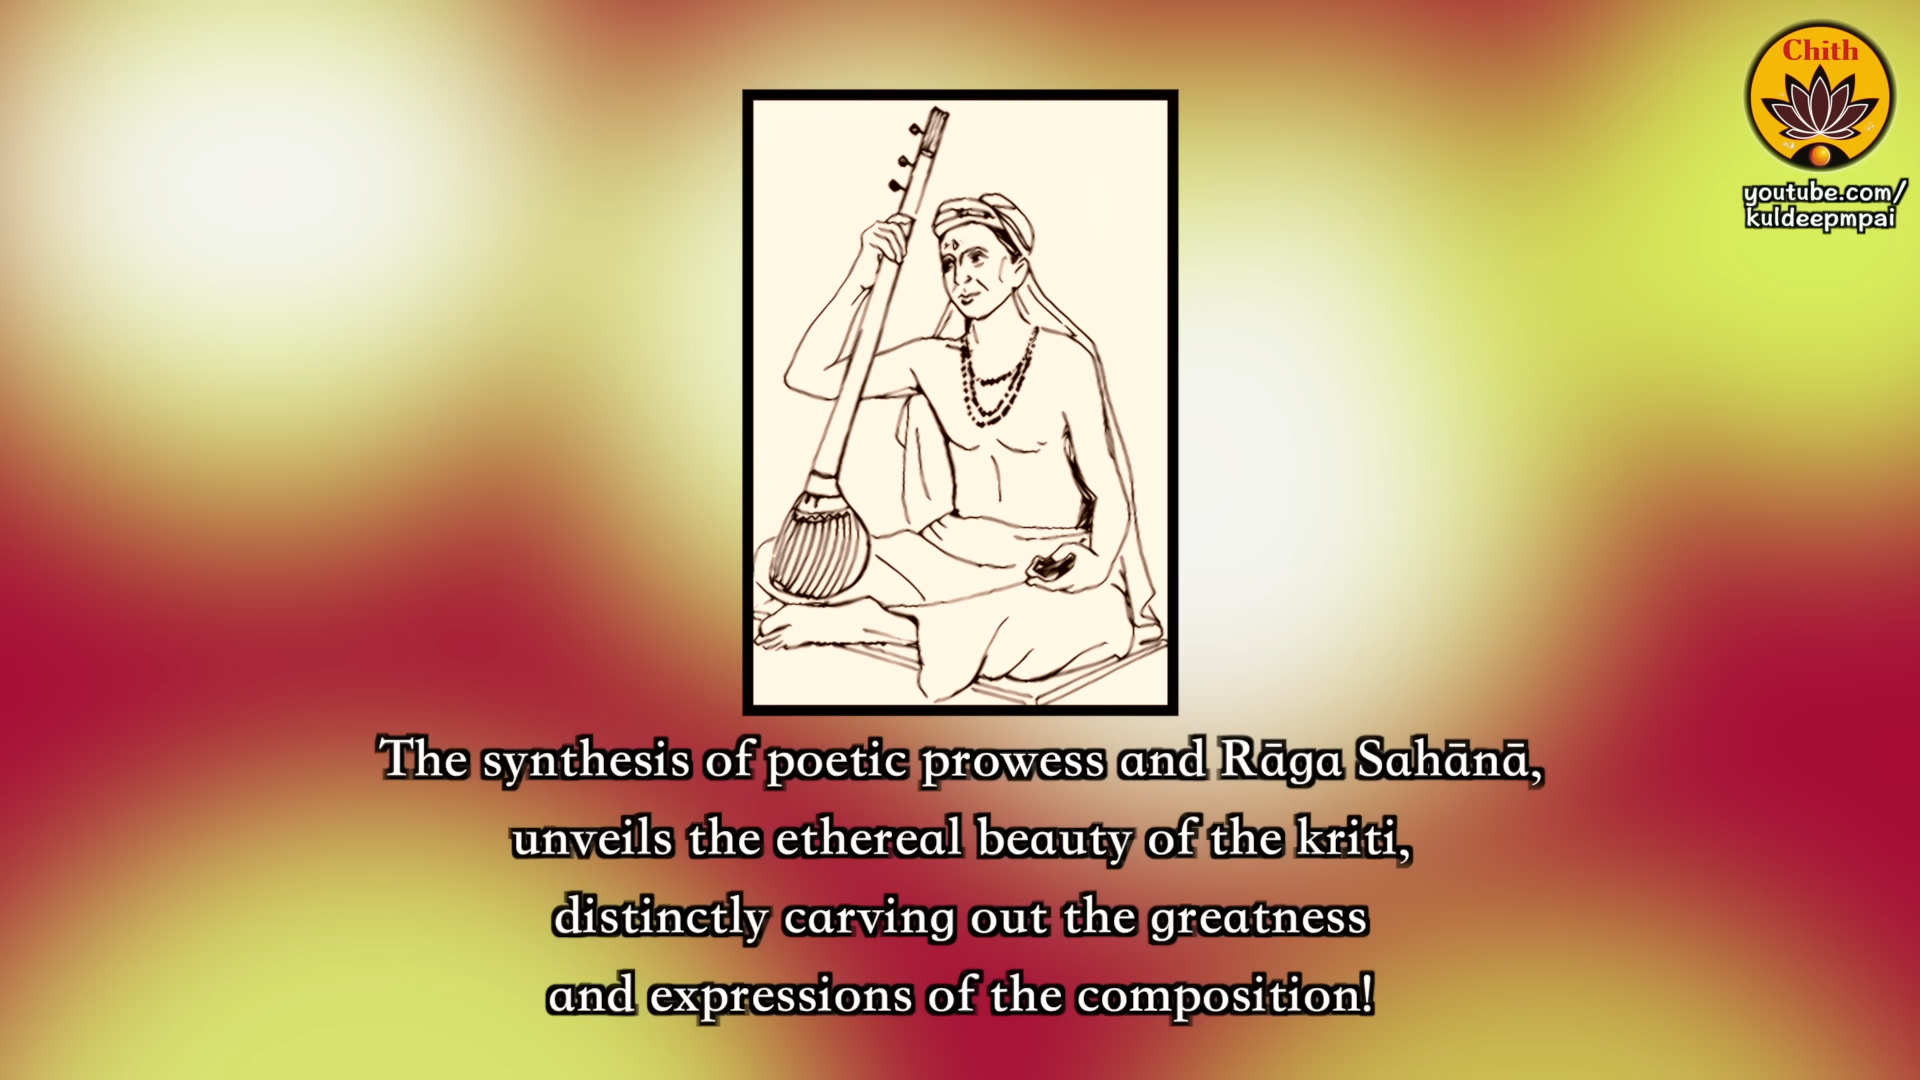 Chith
youtube.com/
kuldeepmpai
The synthesis of poetic prowess and Rāga Sahānā,
unveils the ethereal beauty of the kriti,
distinctly carving out the greatness
and expressions of the composition!